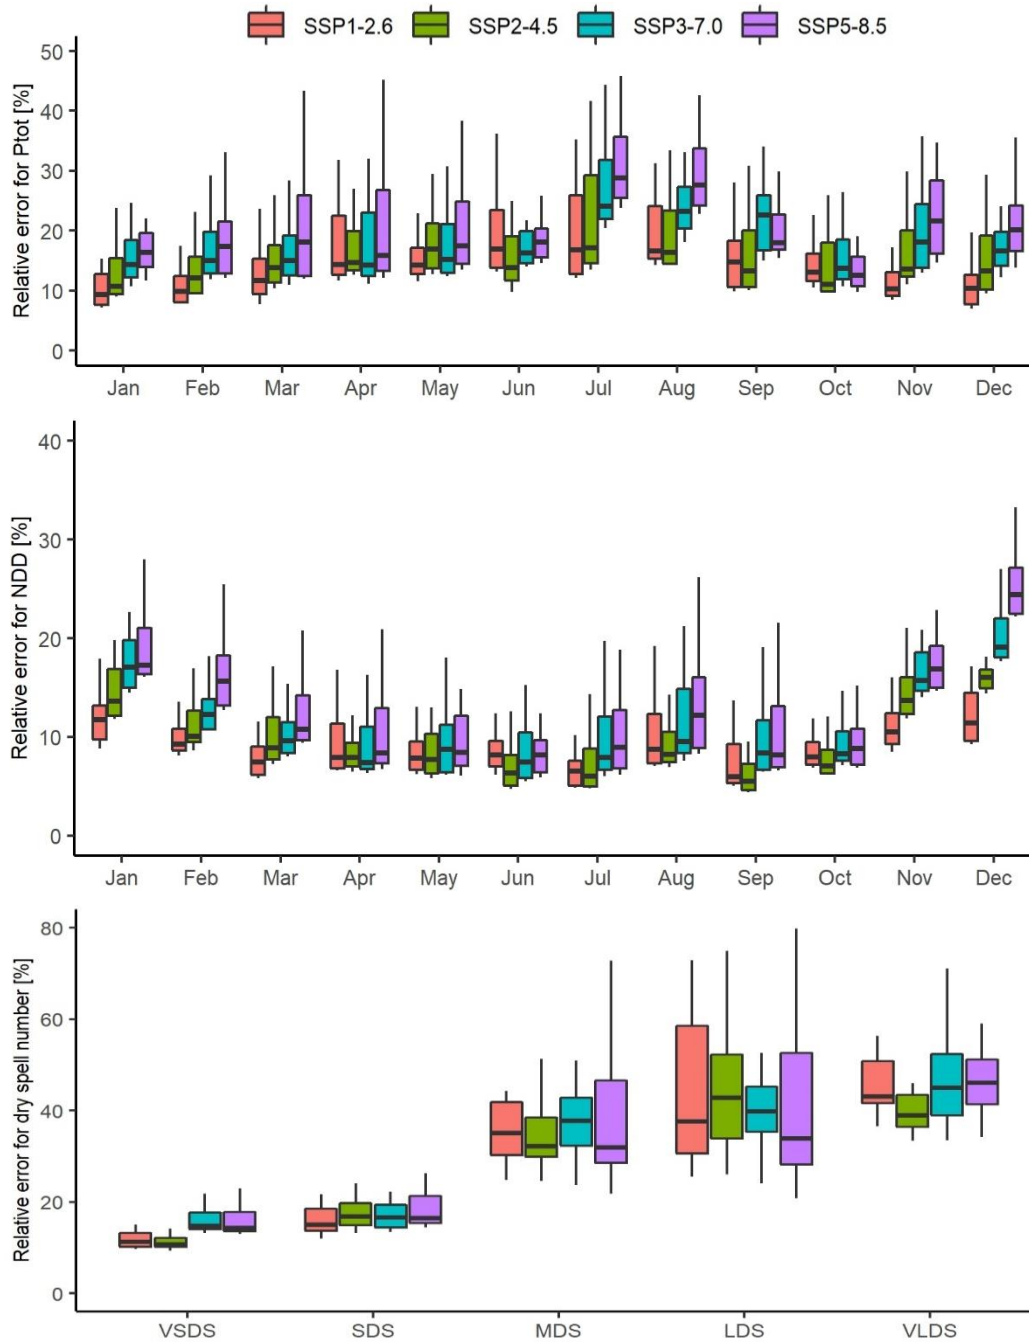 SSP1-2.6 SSP2-4.5 SSP3-7.0 SSP5-8.5
Relative error for Ptot [%]
50
40
30
20
10
0
Jan Feb Mar Apr May Jun Jul Aug Sep Oct Nov Dec
Relative error for NDD [%]
40
30
20
10
0
Jan Feb Mar Apr May Jun Jul Aug Sep Oct Nov Dec
Relative error for dry spell number [%]
80
60
40
20
0
VSDS SDS MDS LDS VLDS